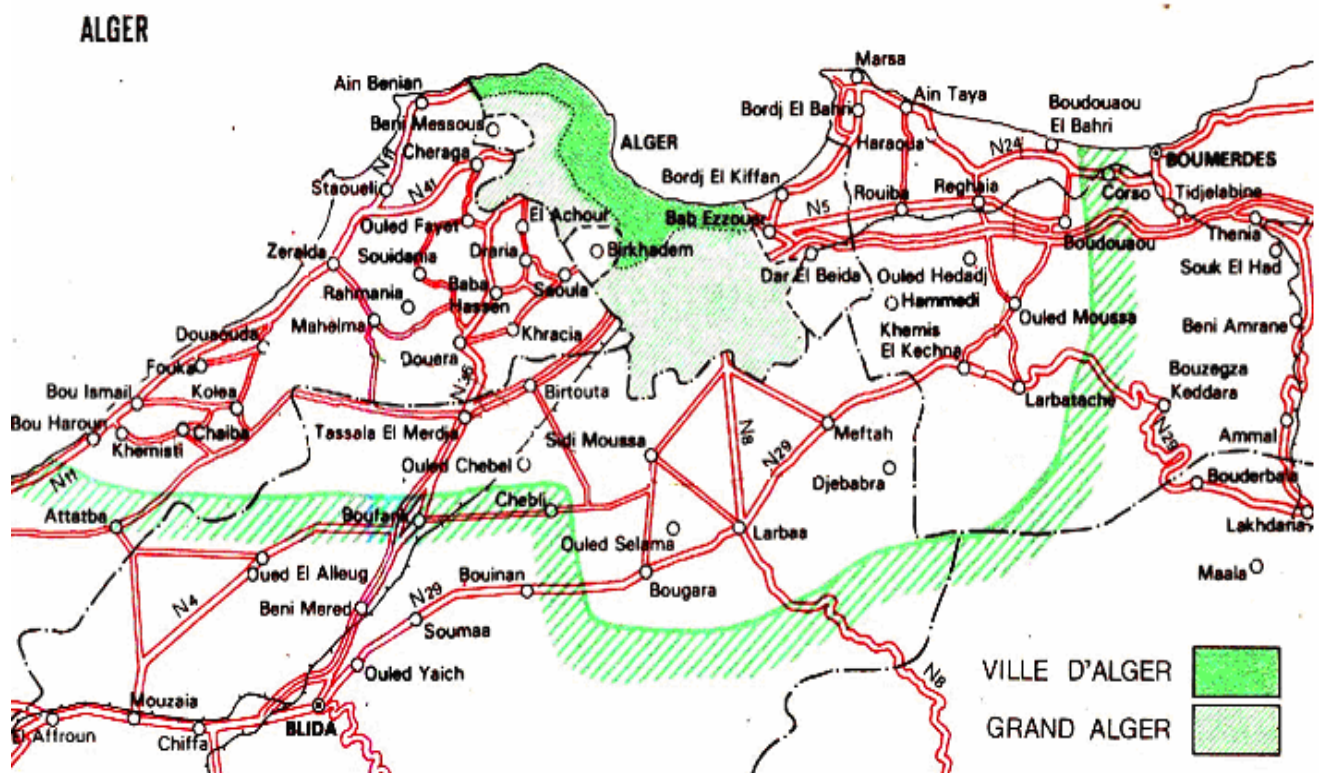 ALGER
Marsa
Ain Benian
Ain Taya
Bordj El Bahri
Boudouaou
El Bahri
Beni Messous
ALGER
Haraoua
N24
BOUMERDES
Cheraga
N11
Bordj El Kiffan
Corso
Staoueli
N41
Rouiba
Reghaia
Tidjelabine
El Achour
N5
Ouled Fayet
Bab Ezzouar
Thenia
Boudouaou
Souidania
Draria
Birkhadem
Zeralda
Dar El Beida
Ouled Hedadj
Souk El Had
Rahmania
Baba
Hassen
Saoula
Hammedi
Mahelma
Ouled Moussa
Douaouda
Khracia
Khemis
El Kechna
Beni Amrane
Douera
Fouka
Bouzegza
Keddara
Bou Ismail
Kolea
N36
Birtouta
Larbatache
Bou Haroun
Chaiba
Tassala El Merdja
Sidi Moussa
N8
Meftah
N29
Ammal
Khemisti
N29
Ouled Chebel
Djebabra
Bouderbala
N11
Chebli
Attatba
Boufarik
Ouled Selama
Larbaa
Lakhdaria
Oued El Alleug
Bouinan
Maala
N4
Beni Mered
N29
Bougara
Soumaa
Ouled Yaich
N8
VILLE D'ALGER
Mouzaia
BLIDA
GRAND ALGER
El Affroun
Chiffa